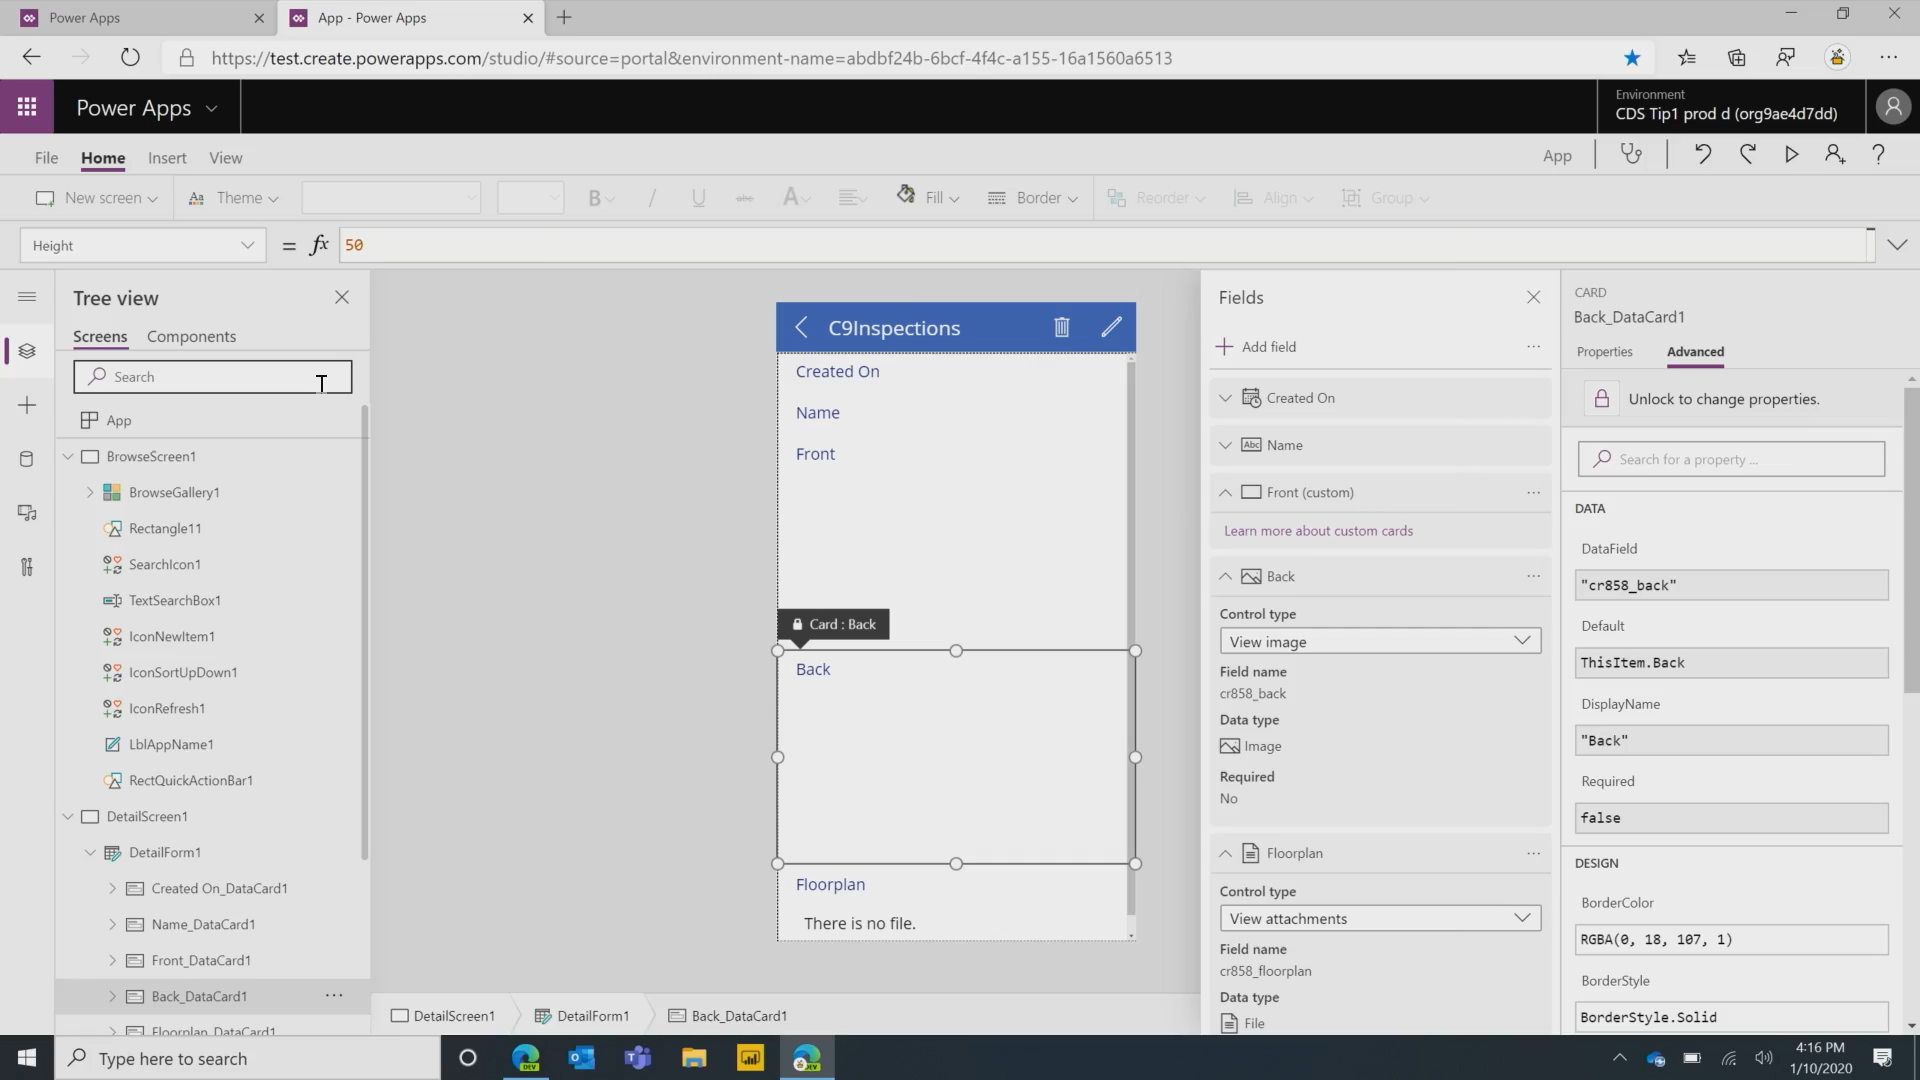 Power Apps
App - Power Apps
https://test.create.powerapps.com/studio/#source=portal&environment-name=abdbf24b-6bcf-4f4c-a155-16a1560a6513
Power Apps
Environment
CDS Tip1 prod d (org9ae4d7dd)
File
Home
Insert
View
App
New screen
Theme
B
/
U
abc
A
Fill
Border
Reorder
Align
Group
Height
= fx 50
Tree view
Screens
Components
Search
App
BrowseScreen1
BrowseGallery1
Rectangle11
SearchIcon1
TextSearchBox1
IconNewItem1
IconSortUpDown1
IconRefresh1
LblAppName1
RectQuickActionBar1
DetailScreen1
DetailForm1
Created On_DataCard1
Name_DataCard1
Front_DataCard1
Back_DataCard1
Floorplan_DataCard1
C9Inspections
Created On
Name
Front
Card : Back
Back
Floorplan
There is no file.
DetailScreen1
DetailForm1
Back_DataCard1
Fields
Add field
Created On
Abc Name
Front (custom)
Learn more about custom cards
Back
Control type
View image
Field name
cr858_back
Data type
Image
Required
No
Floorplan
Control type
View attachments
Field name
cr858_floorplan
Data type
File
CARD
Back_DataCard1
Properties
Advanced
Unlock to change properties.
Search for a property ...
DATA
DataField
"cr858_back"
Default
ThisItem.Back
DisplayName
"Back"
Required
false
DESIGN
BorderColor
RGBA(0, 18, 107, 1)
BorderStyle
BorderStyle.Solid
Type here to search
DEV
DEV
4:16 PM
1/10/2020